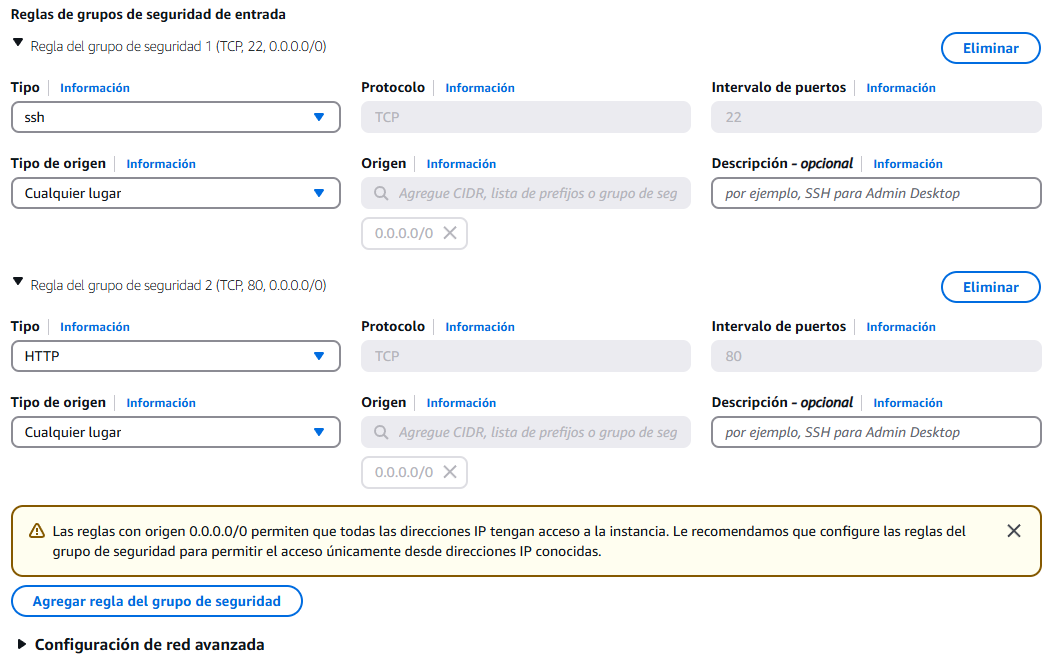 Reglas de grupos de seguridad de entrada
Regla del grupo de seguridad 1 (TCP, 22, 0.0.0.0/0)
Eliminar
Tipo Información
Protocolo Información
Intervalo de puertos Información
ssh
TCP
22
Tipo de origen Información
Origen Información
Descripción - opcional Información
Cualquier lugar
Agregue CIDR, lista de prefijos o grupo de seg
por ejemplo, SSH para Admin Desktop
0.0.0.0/0
Regla del grupo de seguridad 2 (TCP, 80, 0.0.0.0/0)
Eliminar
Tipo Información
Protocolo Información
Intervalo de puertos Información
HTTP
TCP
80
Tipo de origen Información
Origen Información
Descripción - opcional Información
Cualquier lugar
Agregue CIDR, lista de prefijos o grupo de seg
por ejemplo, SSH para Admin Desktop
0.0.0.0/0
Las reglas con origen 0.0.0.0/0 permiten que todas las direcciones IP tengan acceso a la instancia. Le recomendamos que configure las reglas del
grupo de seguridad para permitir el acceso únicamente desde direcciones IP conocidas.
Agregar regla del grupo de seguridad
Configuración de red avanzada